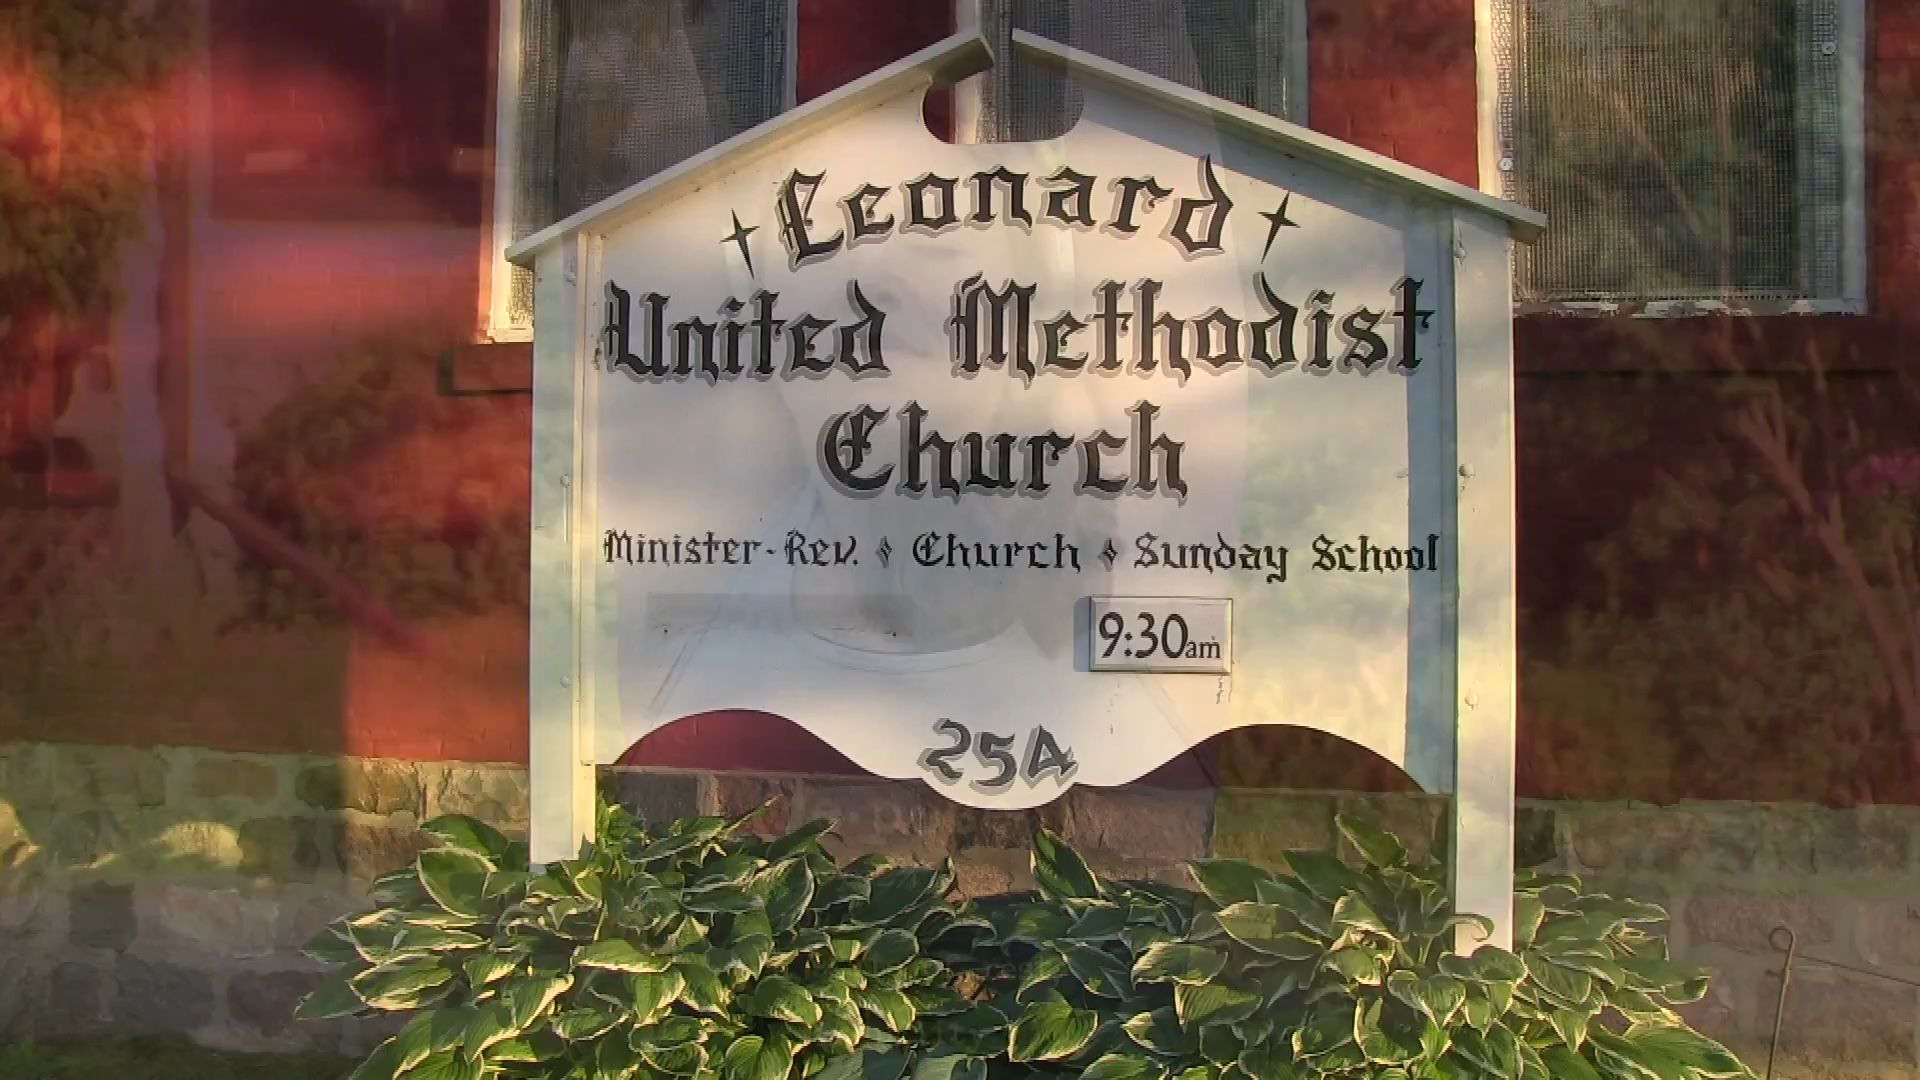 Leonard
United Methodist
Church
Minister-Rev. Church Sunday School
9:30am
254